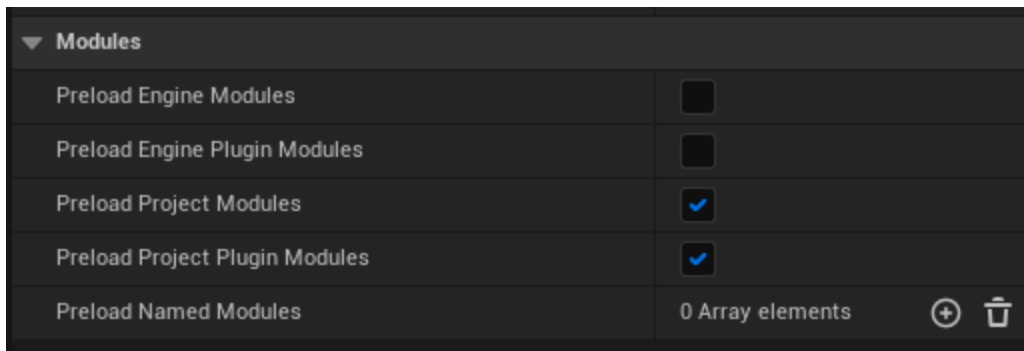 Modules
Preload Engine Modules
Preload Engine Plugin Modules
Preload Project Modules
Preload Project Plugin Modules
Preload Named Modules 0 Array elements